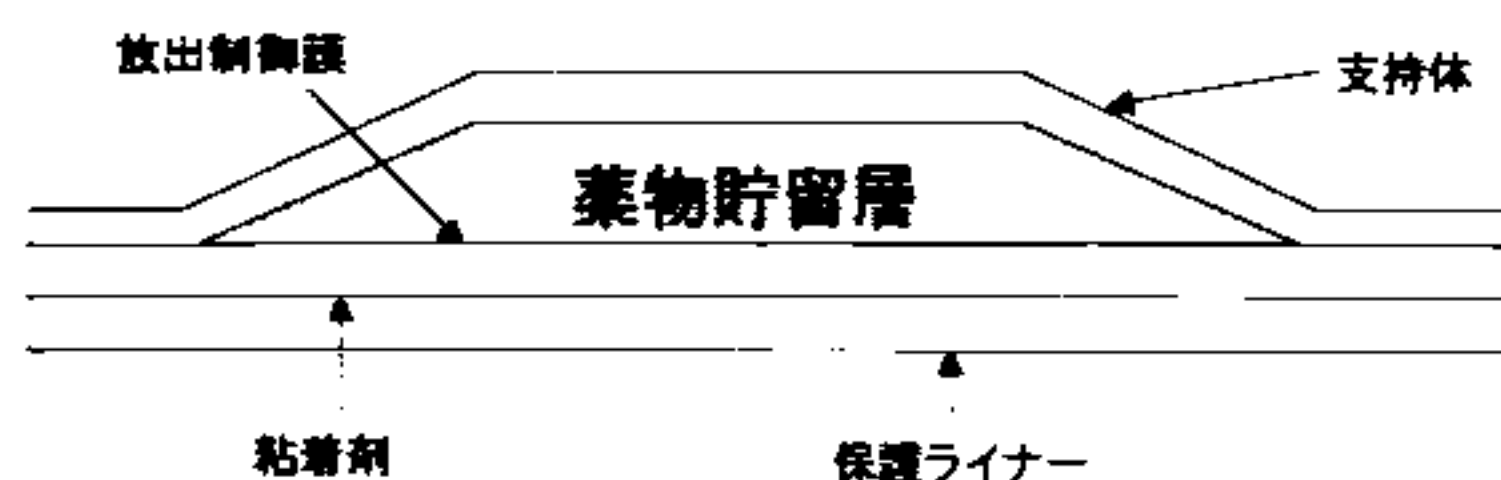 放出制御護
支持体
薬物貯留層
粘着剤
保護ライナー